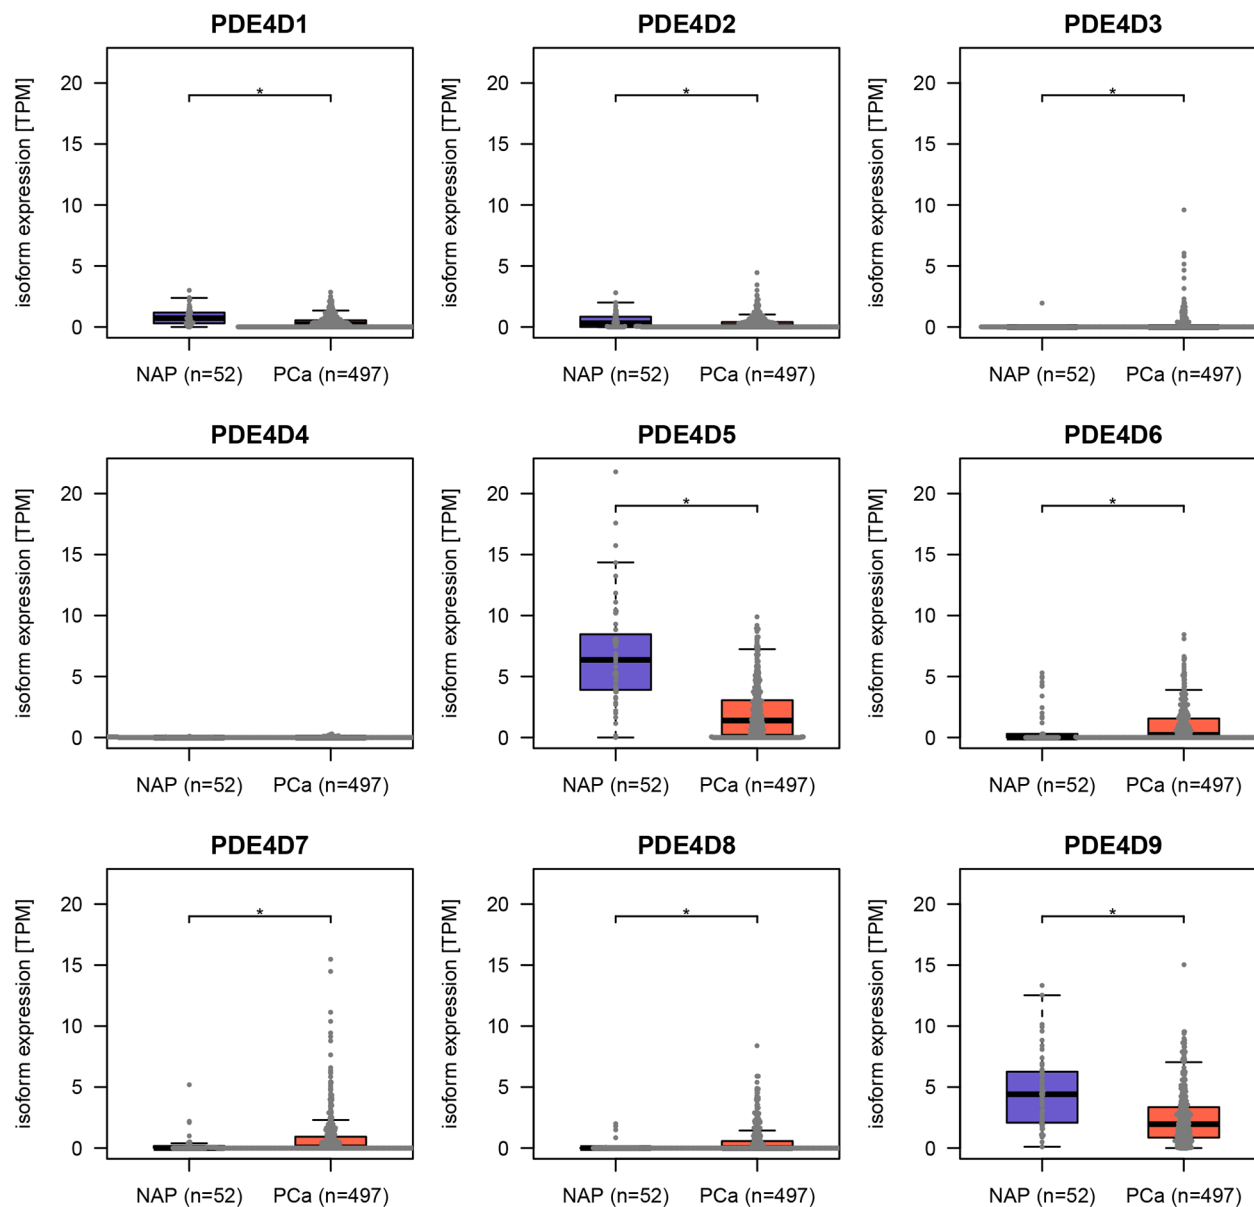 PDE4D1
PDE4D2
PDE4D3
isoform expression [TPM]
20
15
10
5
0
*
NAP (n=52)
PCa (n=497)
isoform expression [TPM]
20
15
10
5
0
*
NAP (n=52)
PCa (n=497)
isoform expression [TPM]
20
15
10
5
0
*
NAP (n=52)
PCa (n=497)
PDE4D4
PDE4D5
PDE4D6
isoform expression [TPM]
20
15
10
5
0
NAP (n=52)
PCa (n=497)
isoform expression [TPM]
20
15
10
5
0
*
NAP (n=52)
PCa (n=497)
isoform expression [TPM]
20
15
10
5
0
*
NAP (n=52)
PCa (n=497)
PDE4D7
PDE4D8
PDE4D9
isoform expression [TPM]
20
15
10
5
0
*
NAP (n=52)
PCa (n=497)
isoform expression [TPM]
20
15
10
5
0
*
NAP (n=52)
PCa (n=497)
isoform expression [TPM]
20
15
10
5
0
*
NAP (n=52)
PCa (n=497)